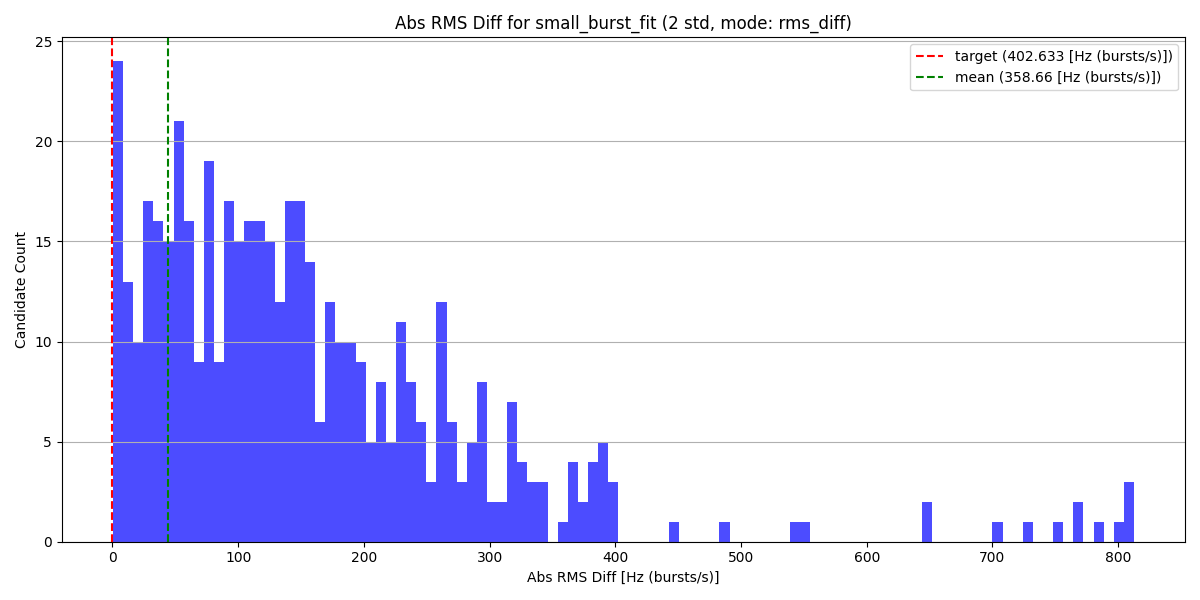 Abs RMS Diff for small_burst_fit (2 std, mode: rms_diff)
target (402.633 [Hz (bursts/s)])
mean (358.66 [Hz (bursts/s)])
Candidate Count
25
20
15
10
5
0
0 100 200 300 400 500 600 700 800
Abs RMS Diff [Hz (bursts/s)]